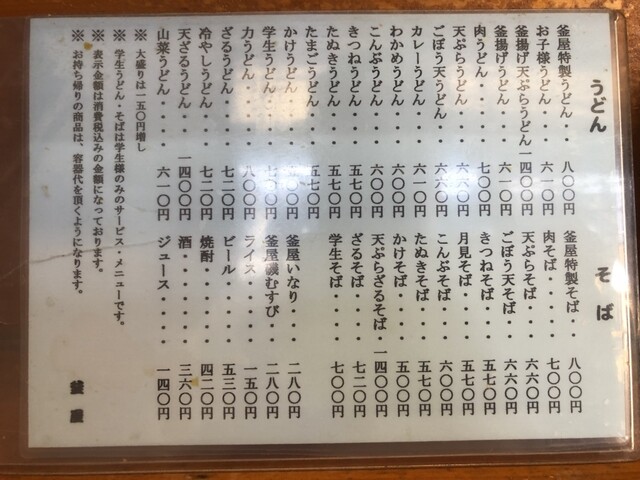 うどん
釜屋特製うどん・・八〇〇円
お子様うどん・・・六一〇円
釜揚げ天ぷらうどん一四〇〇円
釜揚げうどん・・・六一〇円
肉うどん・・・・・七〇〇円
天ぷらうどん・・・六六〇円
ごぼう天うどん・・六六〇円
カレーうどん・・・六一〇円
わかめうどん・・・六〇〇円
こんぶうどん・・・六〇〇円
きつねうどん・・・五七〇円
たぬきうどん・・・五七〇円
たまごうどん・・・五七〇円
かけうどん・・・・〇〇円
学生うどん・・・・七〇〇円
力うどん・・・・・八〇〇円
ざるうどん・・・・七二〇円
冷やしうどん・・・七二〇円
天ざるうどん・・・一四〇〇円
山菜うどん・・・・六一〇円
そば
釜屋特製そば・・・八〇〇円
肉そば・・・・・・七〇〇円
天ぷらそば・・・・六六〇円
ごぼう天そば・・・六六〇円
きつねそば・・・・五七〇円
月見そば・・・・・五七〇円
こんぶそば・・・・六〇〇円
たぬきそば・・・・五七〇円
かけそば・・・・・五〇〇円
天ぷらざるそば・一四〇〇円
ざるそば・・・・・七二〇円
学生そば・・・・・七〇〇円
釜屋いなり・・・・二八〇円
釜屋磯むすび・・・二八〇円
ライス・・・・・・一五〇円
ビール・・・・・・五三〇円
焼酎・・・・・・・四二〇円
酒・・・・・・・・三六〇円
ジュース・・・・・一四〇円
※ 大盛りは一五〇円増し
※ 学生うどん・そばは学生様のみのサービス・メニューです。
※ 表示金額は消費税込みの金額になっております。
※ お持ち帰りの商品は、容器代を頂くようになります。
釜屋